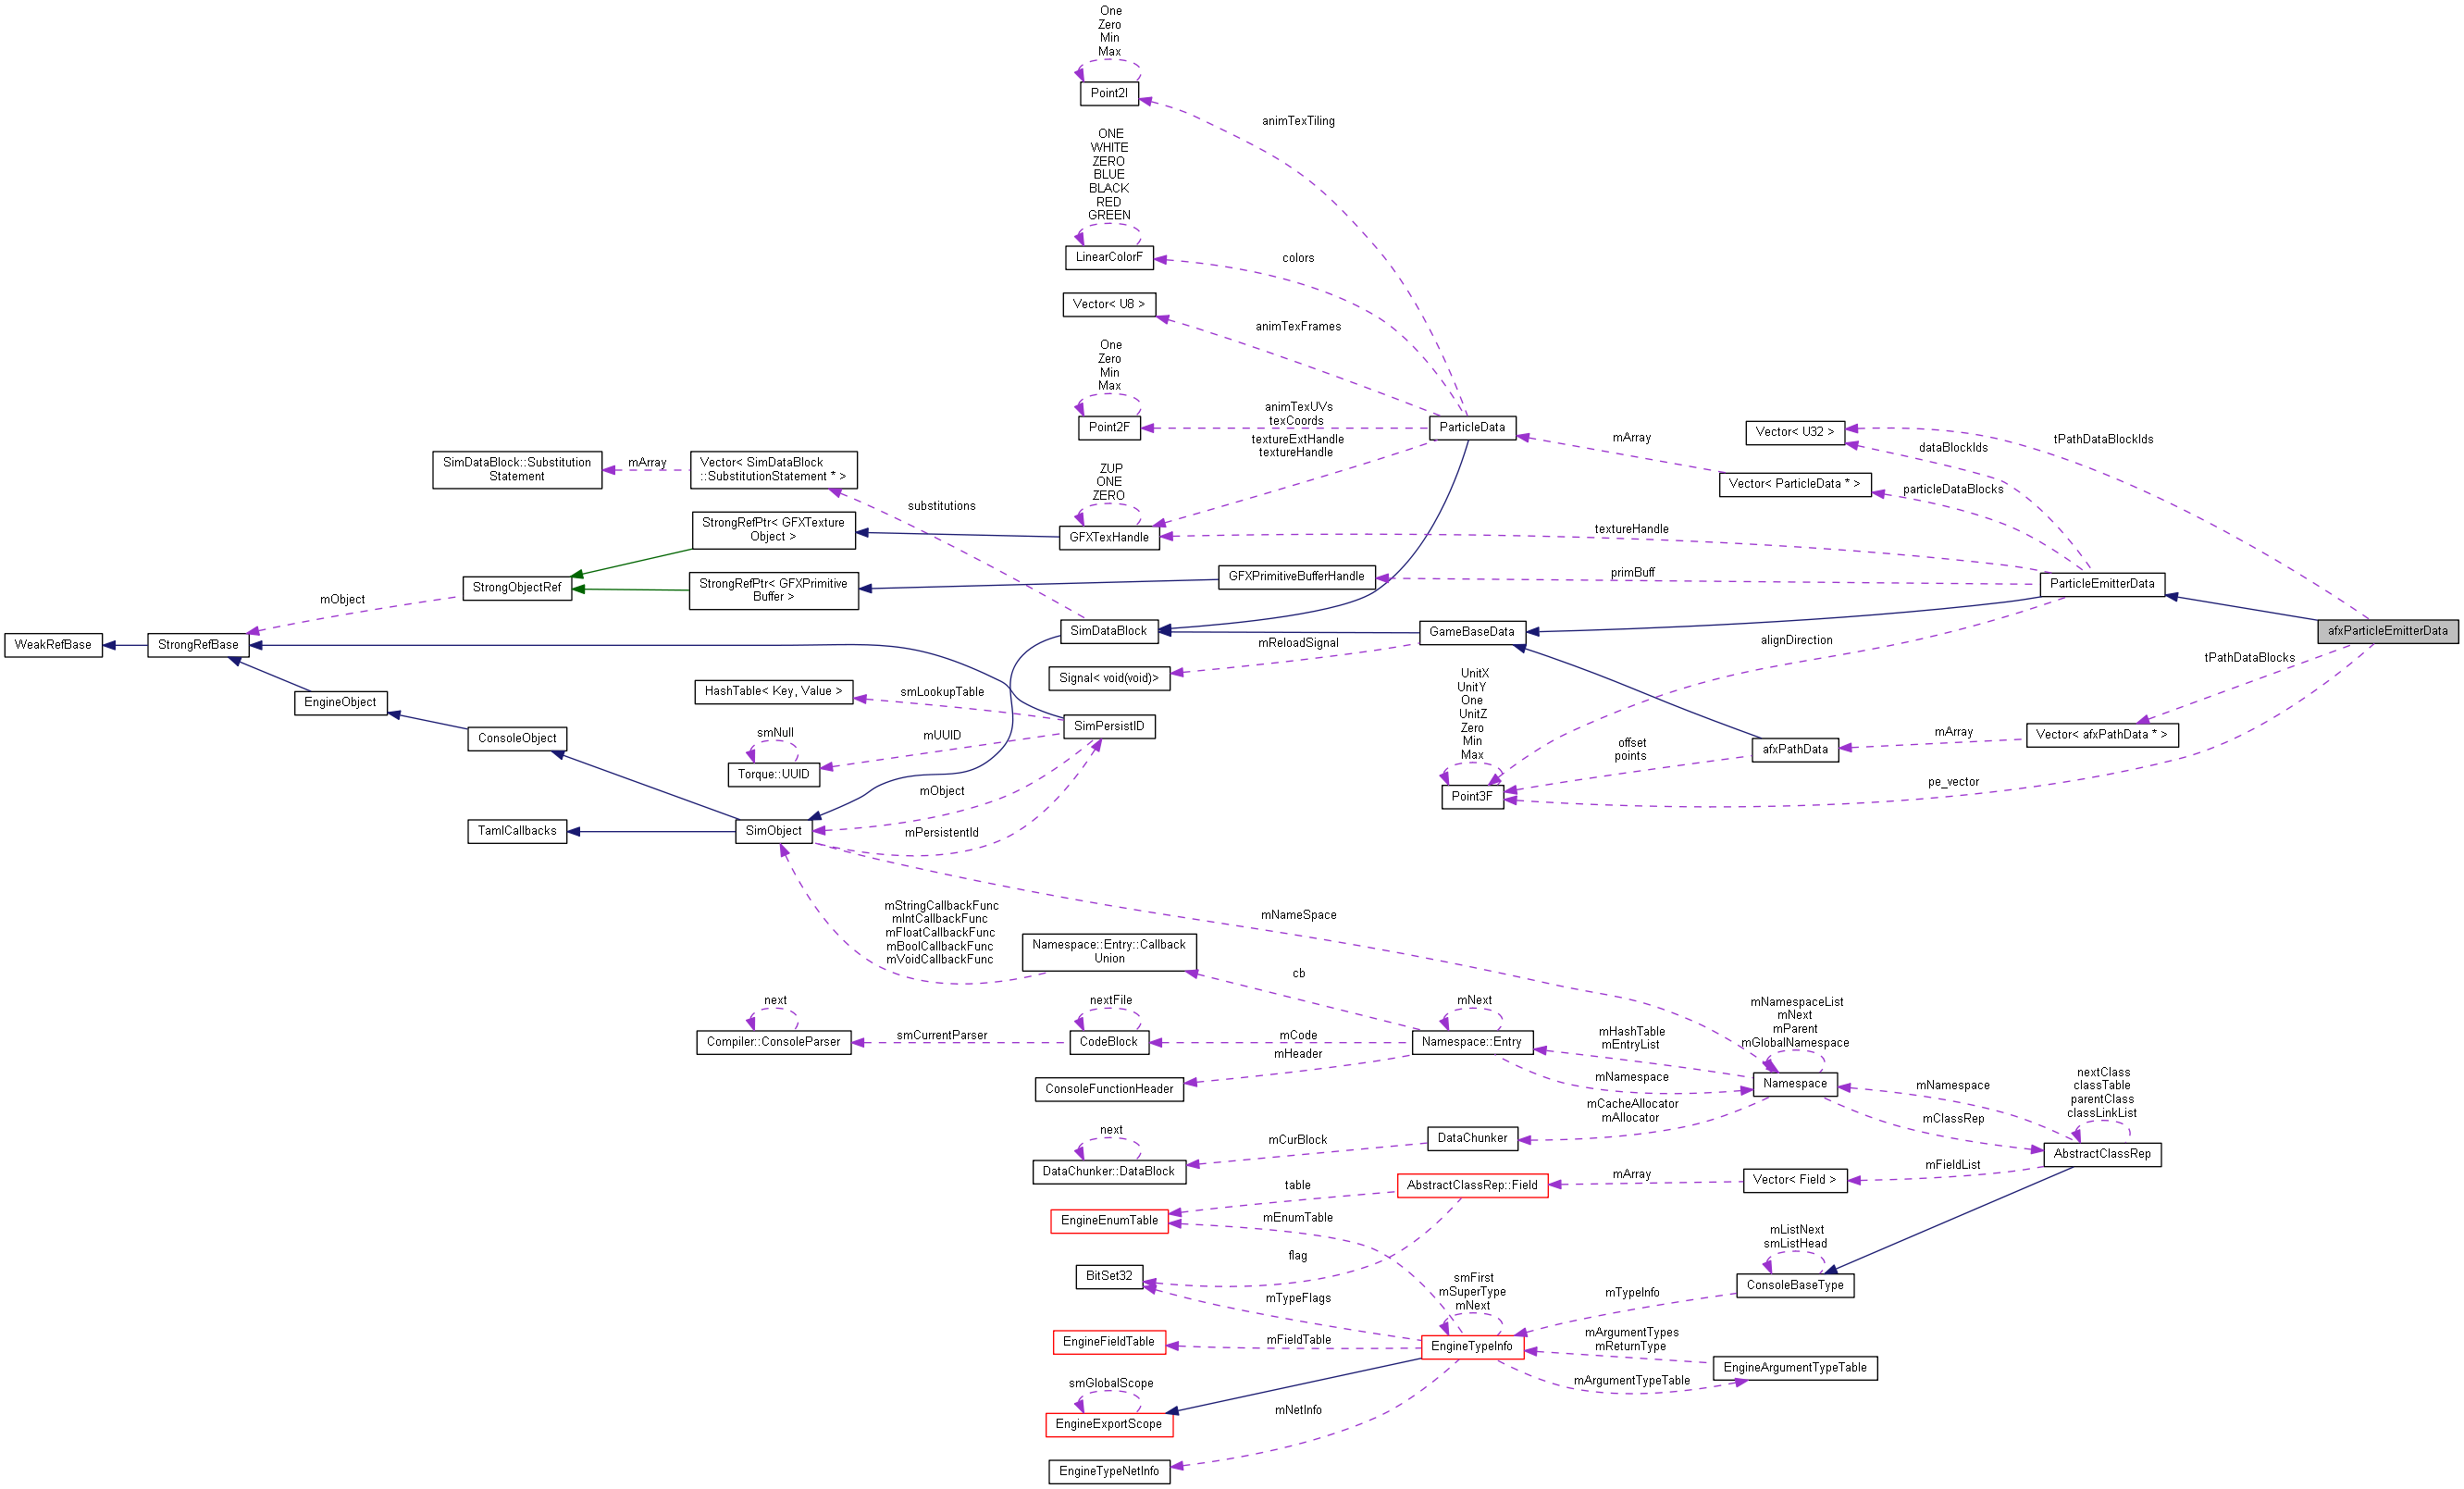 One
Zero
Min
Max
Point2I
animTexTiling
ONE
WHITE
ZERO
BLUE
BLACK
RED
GREEN
LinearColorF
colors
Vector< U8 >
animTexFrames
One
Zero
Min
Max
Point2F
animTexUVs
texCoords
textureExtHandle
textureHandle
ParticleData
mArray
Vector< U32 >
tPathDataBlockIds
dataBlockIds
Vector< ParticleData * >
particleDataBlocks
SimDataBlock::Substitution
Statement
mArray
Vector< SimDataBlock
::SubstitutionStatement * >
substitutions
ZUP
ONE
ZERO
GFXTexHandle
textureHandle
StrongRefPtr< GFXTexture
Object >
StrongObjectRef
StrongRefPtr< GFXPrimitive
Buffer >
GFXPrimitiveBufferHandle
primBuff
ParticleEmitterData
mObject
WeakRefBase
StrongRefBase
SimDataBlock
GameBaseData
alignDirection
afxParticleEmitterData
mReloadSignal
Signal< void(void)>
tPathDataBlocks
EngineObject
HashTable< Key, Value >
smLookupTable
UnitX
UnitY
One
UnitZ
Zero
Min
Max
Point3F
SimPersistID
ConsoleObject
smNull
Torque::UUID
mUUID
offset
points
afxPathData
mArray
Vector< afxPathData * >
pe_vector
mObject
mPersistentId
TamlCallbacks
SimObject
mStringCallbackFunc
mIntCallbackFunc
mFloatCallbackFunc
mBoolCallbackFunc
mVoidCallbackFunc
mNameSpace
Namespace::Entry::Callback
Union
cb
next
Compiler::ConsoleParser
smCurrentParser
nextFile
CodeBlock
mCode
mNext
Namespace::Entry
mHashTable
mEntryList
mNamespaceList
mNext
mParent
mGlobalNamespace
Namespace
mHeader
ConsoleFunctionHeader
mNamespace
mCacheAllocator
mAllocator
mNamespace
mClassRep
nextClass
classTable
parentClass
classLinkList
AbstractClassRep
next
DataChunker::DataBlock
mCurBlock
DataChunker
mFieldList
Vector< Field >
mArray
AbstractClassRep::Field
table
EngineEnumTable
mEnumTable
flag
BitSet32
mTypeFlags
mListNext
smListHead
ConsoleBaseType
mTypeInfo
smFirst
mSuperType
mNext
EngineTypeInfo
EngineFieldTable
mFieldTable
mArgumentTypes
mReturnType
EngineArgumentTypeTable
mArgumentTypeTable
smGlobalScope
EngineExportScope
mNetInfo
EngineTypeNetInfo